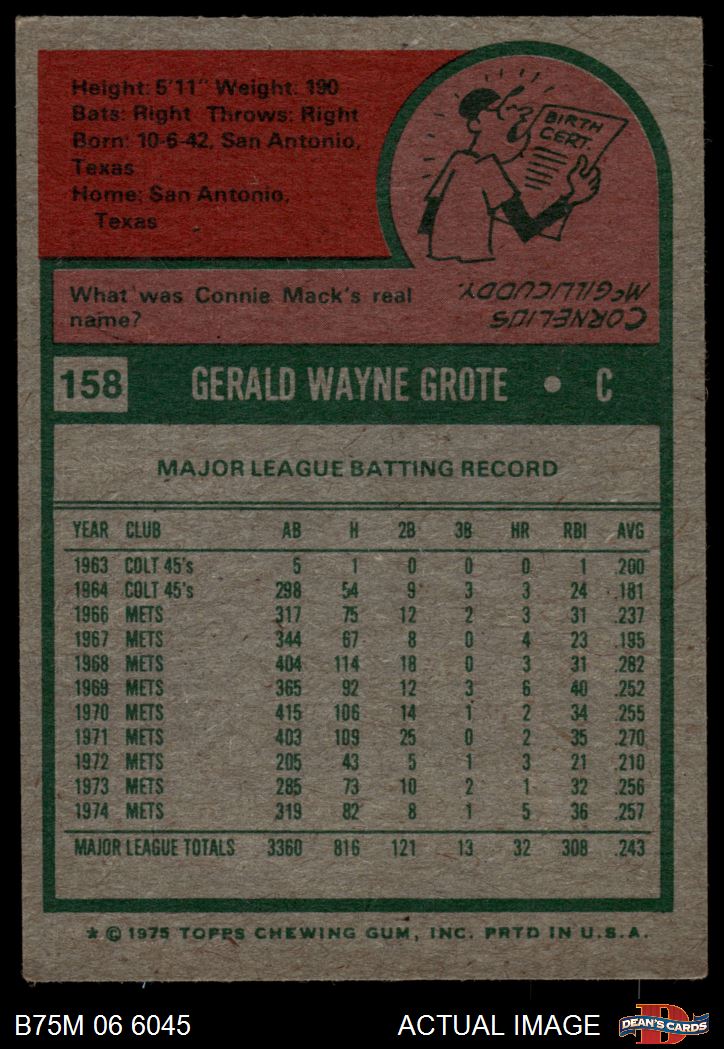 Height: 5'11" Weight: 190
Bats: Right Throws: Right
Born: 10-6-42, San Antonio,
Texas
Home: San Antonio,
Texas
BIRTH
CERT.
What was Connie Mack's real
name?
CORNELIUS
McGILLICUDDY.
158 GERALD WAYNE GROTE • C
MAJOR LEAGUE BATTING RECORD
YEAR CLUB AB H 2B 3B HR RBI AVG
1963 COLT 45's 5 1 0 0 0 1 .200
1964 COLT 45's 298 54 9 3 3 24 .181
1966 METS 317 75 12 2 3 31 .237
1967 METS 344 67 8 0 4 23 .195
1968 METS 404 114 18 0 3 31 .282
1969 METS 365 92 12 3 6 40 .252
1970 METS 415 106 14 1 2 34 .255
1971 METS 403 109 25 0 2 35 .270
1972 METS 205 43 5 1 3 21 .210
1973 METS 285 73 10 2 1 32 .256
1974 METS 319 82 8 1 5 36 .257
MAJOR LEAGUE TOTALS 3360 816 121 13 32 308 .243
* © 1975 TOPPS CHEWING GUM, INC. PRTD IN U.S.A.
B75M 06 6045 ACTUAL IMAGE
D
DEAN'S CARDS